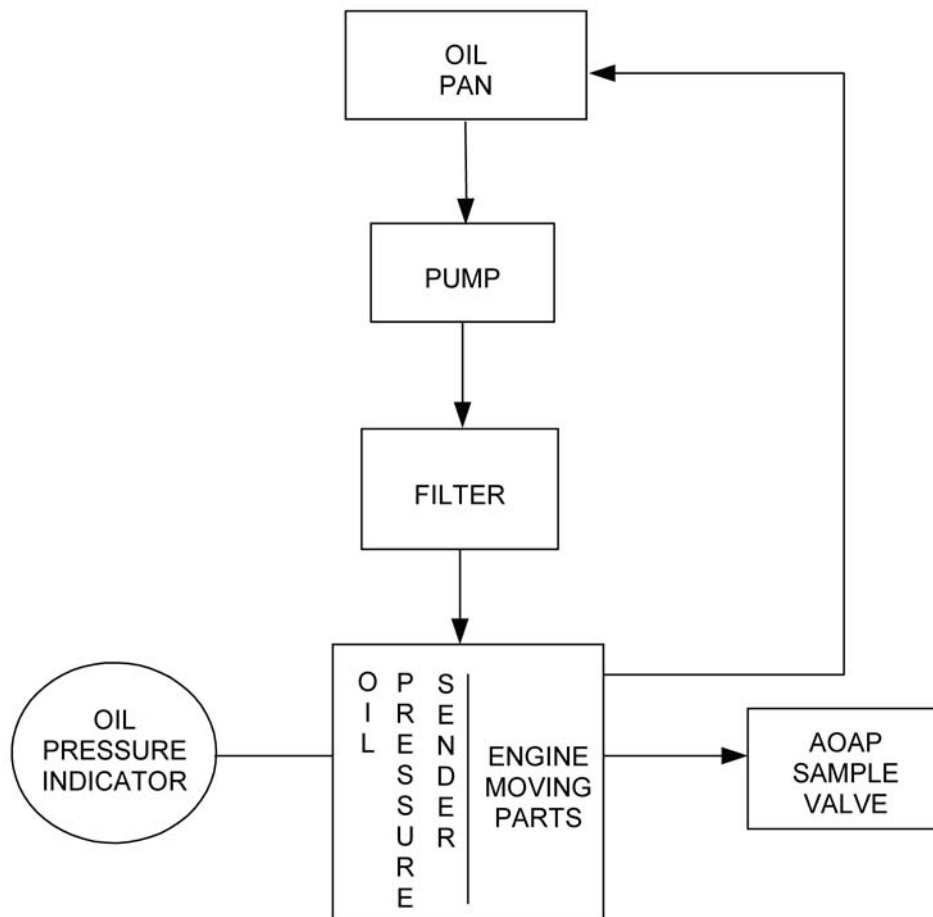 OIL
PAN
PUMP
FILTER
OIL
PRESSURE
INDICATOR
OIL
PRESSURE
SENDER
ENGINE
MOVING
PARTS
AOAP
SAMPLE
VALVE